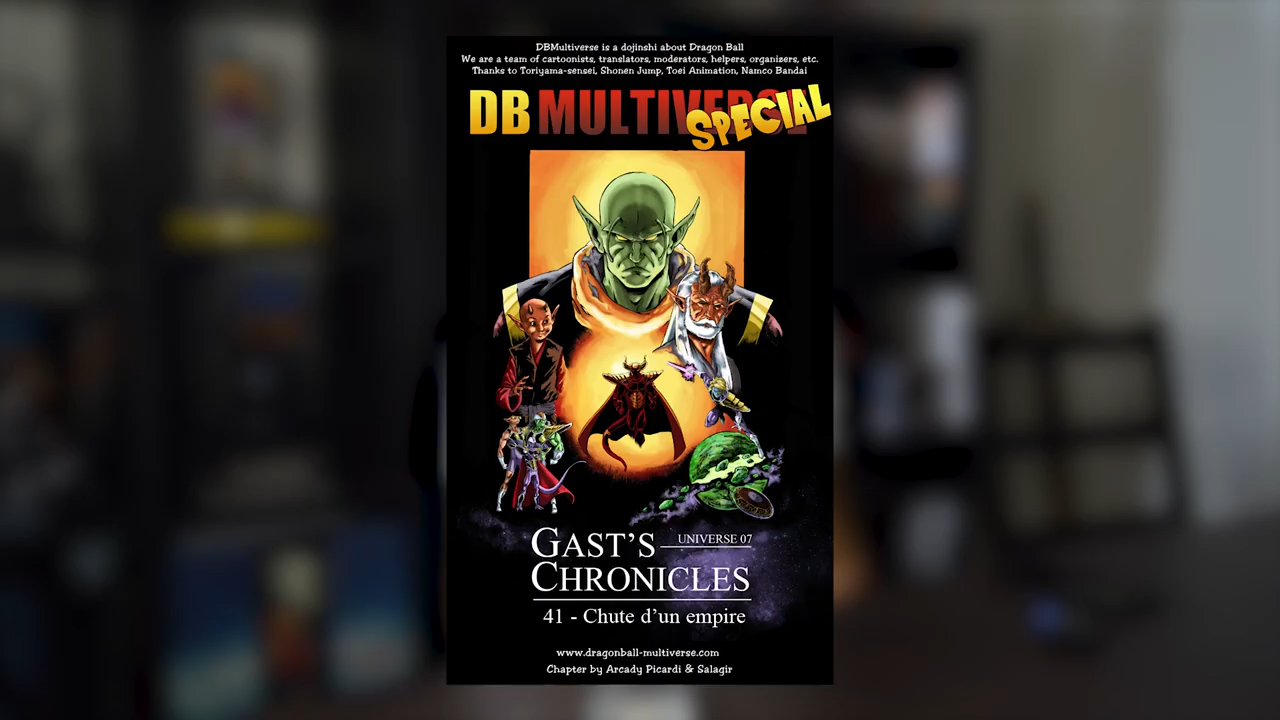 DBMultiverse is a dojinshi about Dragon Ball
We are a team of cartoonists, translators, moderators, helpers, organizers, etc.
Thanks to Toriyama-sensei, Shonen Jump, Toei Animation, Namco Bandai
DB MULTIVERSE SPECIAL
GAST'S
UNIVERSE 07
CHRONICLES
41 - Chute d'un empire
www.dragonball-multiverse.com
Chapter by Arcady Picardi & Salagir